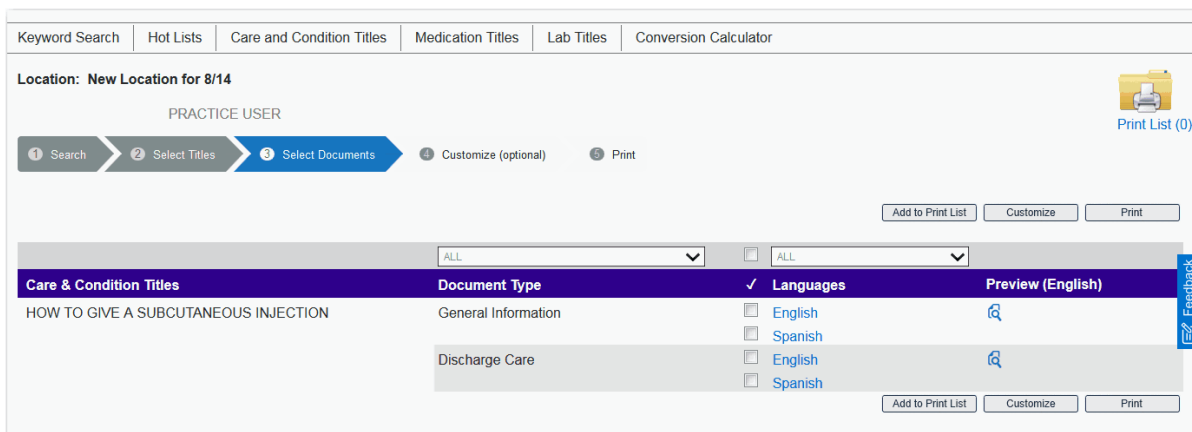 Keyword Search Hot Lists Care and Condition Titles Medication Titles Lab Titles Conversion Calculator
Location: New Location for 8/14
PRACTICE USER
Print List (0)
1 Search 2 Select Titles 3 Select Documents 4 Customize (optional) 5 Print
Add to Print List Customize Print
ALL ALL
Care & Condition Titles Document Type ✓ Languages Preview (English)
HOW TO GIVE A SUBCUTANEOUS INJECTION General Information English
Spanish
Discharge Care English
Spanish
Add to Print List Customize Print
Feedback